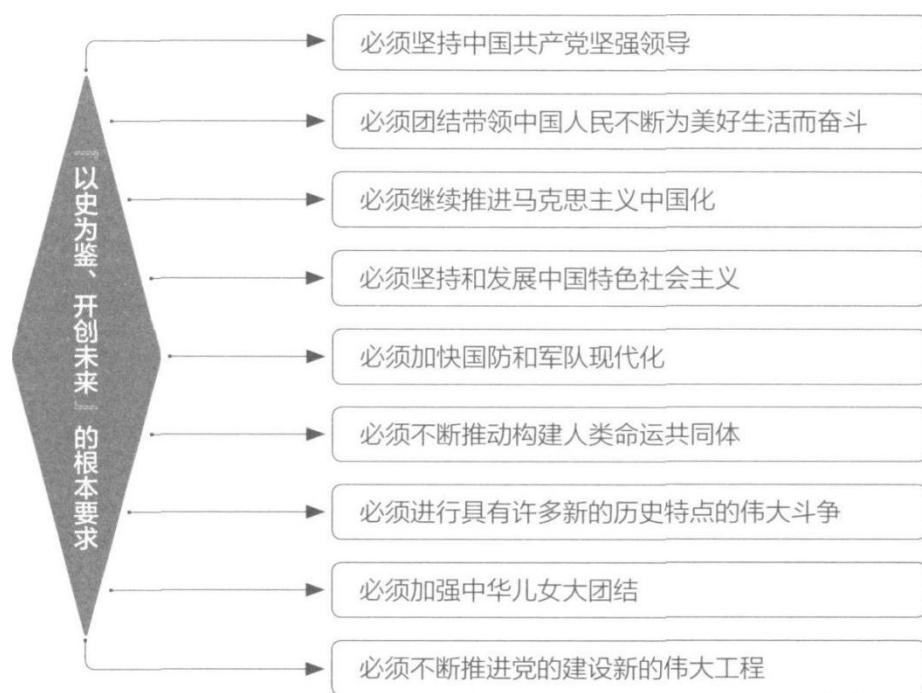 『以史为鉴、开创未来』的根本要求
必须坚持中国共产党坚强领导
必须团结带领中国人民不断为美好生活而奋斗
必须继续推进马克思主义中国化
必须坚持和发展中国特色社会主义
必须加快国防和军队现代化
必须不断推动构建人类命运共同体
必须进行具有许多新的历史特点的伟大斗争
必须加强中华儿女大团结
必须不断推进党的建设新的伟大工程